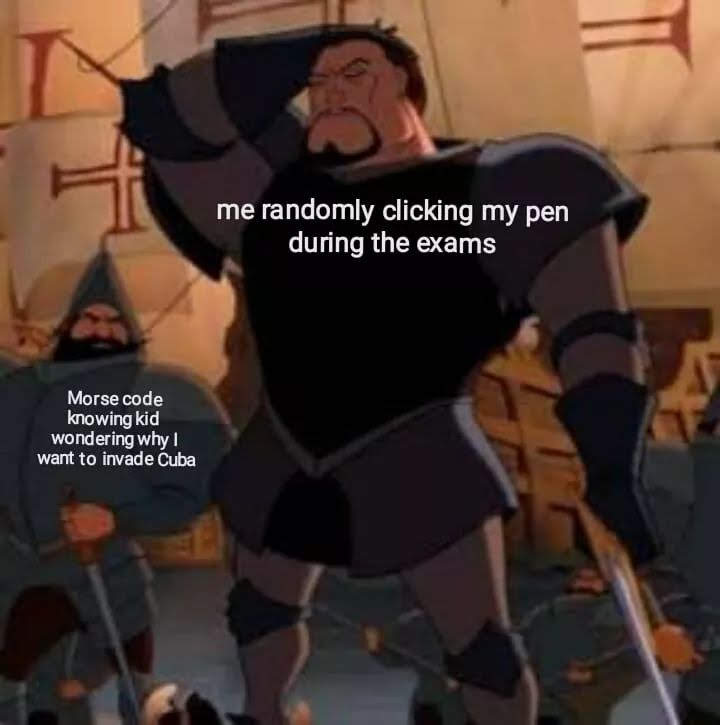 me randomly clicking my pen
during the exams
Morse code
knowing kid
wondering why I
want to invade Cuba